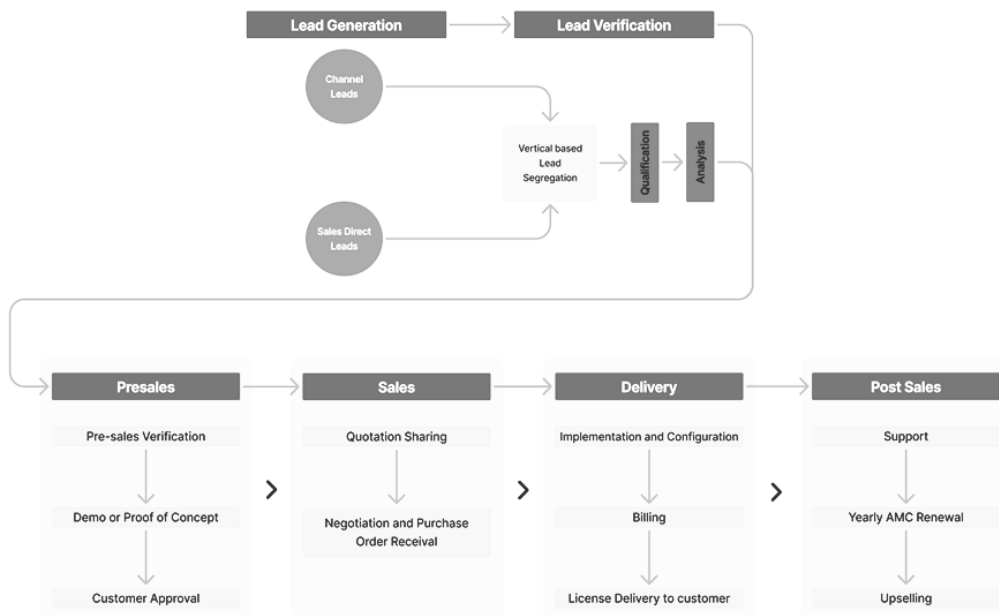 Lead Generation
Lead Verification
Channel
Leads
Vertical based
Lead
Segregation
Qualification
Analysis
Sales Direct
Leads
Presales
Sales
Delivery
Post Sales
Pre-sales Verification
Quotation Sharing
Implementation and Configuration
Support
Demo or Proof of Concept
Negotiation and Purchase
Order Receival
Billing
Yearly AMC Renewal
Customer Approval
License Delivery to customer
Upselling